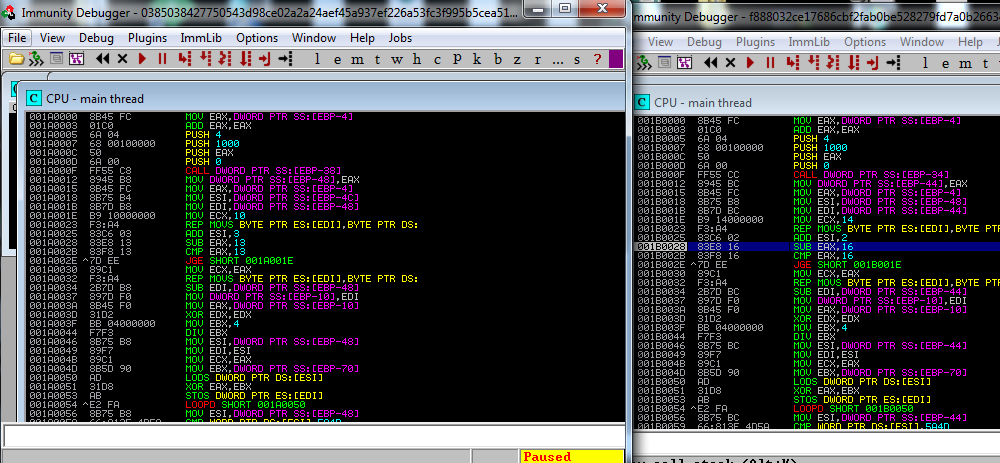 Immunity Debugger - 0385038427750543d98ce02a2a24aef45a937ef226a53fc3f995b5cea51...
File View Debug Plugins ImmLib Options Window Help Jobs
l e m t w h c p k b z r ... s ?
CPU - main thread
001A0000 8B45 FC MOV EAX,DWORD PTR SS:[EBP-4]
001A0003 01C0 ADD EAX,EAX
001A0005 6A 04 PUSH 4
001A0007 68 00100000 PUSH 1000
001A000C 50 PUSH EAX
001A000D 6A 00 PUSH 0
001A000F FF55 C8 CALL DWORD PTR SS:[EBP-38]
001A0012 8945 B8 MOV DWORD PTR SS:[EBP-48],EAX
001A0015 8B45 FC MOV EAX,DWORD PTR SS:[EBP-4]
001A0018 8B75 B4 MOV ESI,DWORD PTR SS:[EBP-4C]
001A001B 8B7D B8 MOV EDI,DWORD PTR SS:[EBP-48]
001A001E B9 10000000 MOV ECX,10
001A0023 F3:A4 REP MOVS BYTE PTR ES:[EDI],BYTE PTR DS:
001A0025 83C6 03 ADD ESI,3
001A0028 83E8 13 SUB EAX,13
001A002B 83F8 13 CMP EAX,13
001A002E ^7D EE JGE SHORT 001A001E
001A0030 89C1 MOV ECX,EAX
001A0032 F3:A4 REP MOVS BYTE PTR ES:[EDI],BYTE PTR DS:
001A0034 2B7D B8 SUB EDI,DWORD PTR SS:[EBP-48]
001A0037 897D F0 MOV DWORD PTR SS:[EBP-10],EDI
001A003A 8B45 F0 MOV EAX,DWORD PTR SS:[EBP-10]
001A003D 31D2 XOR EDX,EDX
001A003F BB 04000000 MOV EBX,4
001A0044 F7F3 DIV EBX
001A0046 8B75 B8 MOV ESI,DWORD PTR SS:[EBP-48]
001A0049 89F7 MOV EDI,ESI
001A004B 89C1 MOV ECX,EAX
001A004D 8B5D 90 MOV EBX,DWORD PTR SS:[EBP-70]
001A0050 AD LODS DWORD PTR DS:[ESI]
001A0051 31D8 XOR EAX,EBX
001A0053 AB STOS DWORD PTR ES:[EDI]
001A0054 ^E2 FA LOOPD SHORT 001A0050
001A0056 8B75 B8 MOV ESI,DWORD PTR SS:[EBP-48]
001A0059 66:813E 4D5A CMP WORD PTR DS:[ESI],5A4D
Paused
mmunity Debugger - f888032ce17686cbf2fab0be528279fd7a0b2663
View Debug Plugins ImmLib Options Window Help Jo
l e m t
CPU - main thread
001B0000 8B45 FC MOV EAX,DWORD PTR SS:[EBP-4]
001B0003 01C0 ADD EAX,EAX
001B0005 6A 04 PUSH 4
001B0007 68 00100000 PUSH 1000
001B000C 50 PUSH EAX
001B000D 6A 00 PUSH 0
001B000F FF55 CC CALL DWORD PTR SS:[EBP-34]
001B0012 8945 BC MOV DWORD PTR SS:[EBP-44],EAX
001B0015 8B45 FC MOV EAX,DWORD PTR SS:[EBP-4]
001B0018 8B75 B8 MOV ESI,DWORD PTR SS:[EBP-48]
001B001B 8B7D BC MOV EDI,DWORD PTR SS:[EBP-44]
001B001E B9 14000000 MOV ECX,14
001B0023 F3:A4 REP MOVS BYTE PTR ES:[EDI],BYT
001B0025 83C6 02 ADD ESI,2
001B0028 83E8 16 SUB EAX,16
001B002B 83F8 16 CMP EAX,16
001B002E ^7D EE JGE SHORT 001B001E
001B0030 89C1 MOV ECX,EAX
001B0032 F3:A4 REP MOVS BYTE PTR ES:[EDI],BYT
001B0034 2B7D BC SUB EDI,DWORD PTR SS:[EBP-44]
001B0037 897D F0 MOV DWORD PTR SS:[EBP-10],EDI
001B003A 8B45 F0 MOV EAX,DWORD PTR SS:[EBP-10]
001B003D 31D2 XOR EDX,EDX
001B003F BB 04000000 MOV EBX,4
001B0044 F7F3 DIV EBX
001B0046 8B75 BC MOV ESI,DWORD PTR SS:[EBP-44]
001B0049 89F7 MOV EDI,ESI
001B004B 89C1 MOV ECX,EAX
001B004D 8B5D 90 MOV EBX,DWORD PTR SS:[EBP-70]
001B0050 AD LODS DWORD PTR DS:[ESI]
001B0051 31D8 XOR EAX,EBX
001B0053 AB STOS DWORD PTR ES:[EDI]
001B0054 ^E2 FA LOOPD SHORT 001B0050
001B0056 8B75 BC MOV ESI,DWORD PTR SS:[EBP-44]
001B0059 66:813E 4D5A CMP WORD PTR DS:[ESI],5A4D
call stack (Alt+K)